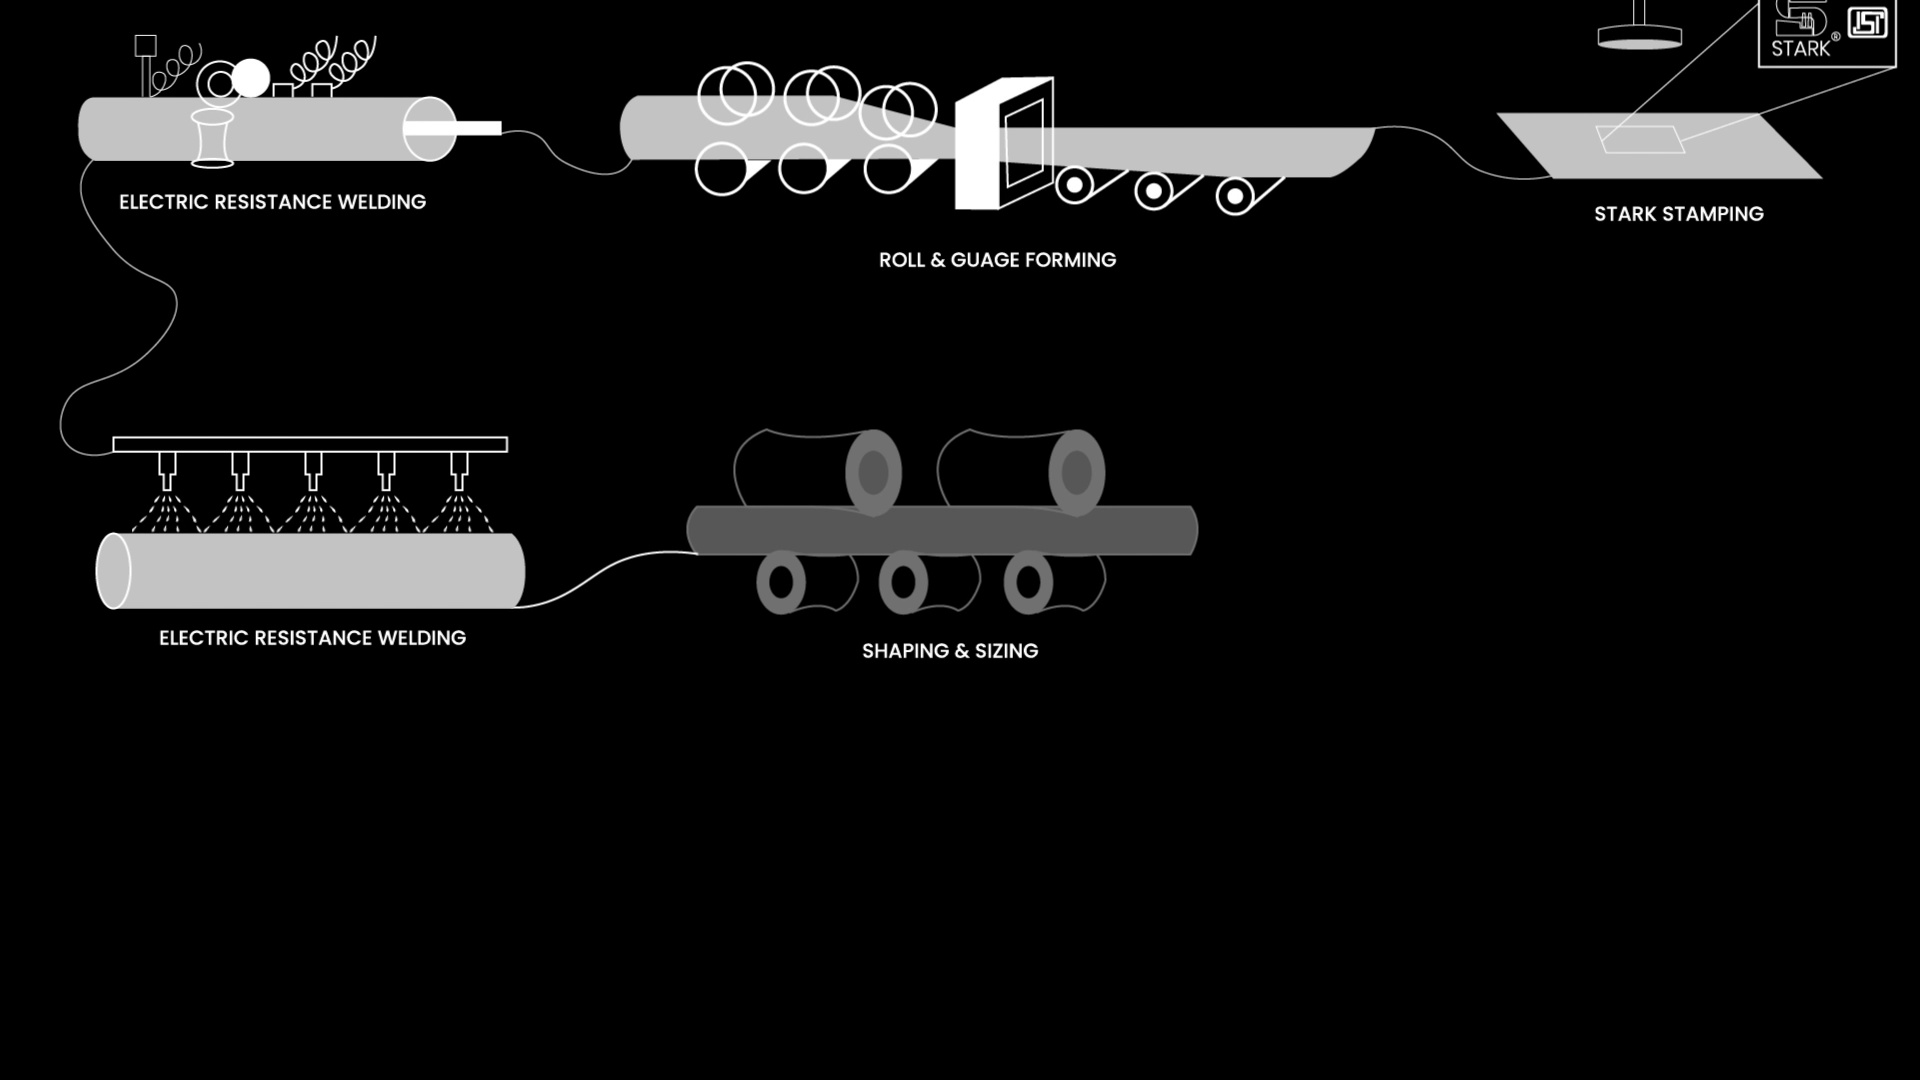 STARK®
ISI
ELECTRIC RESISTANCE WELDING
STARK STAMPING
ROLL & GUAGE FORMING
ELECTRIC RESISTANCE WELDING
SHAPING & SIZING